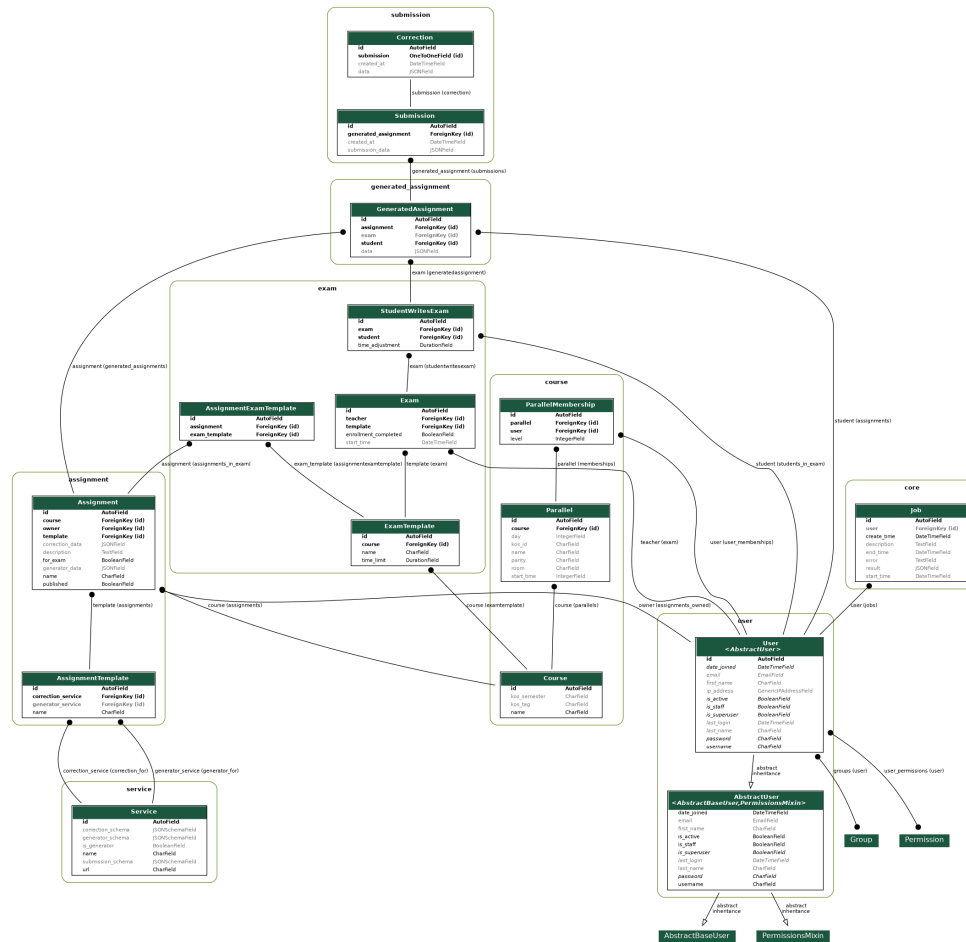 submission
Correction
id AutoField
submission OneToOneField (id)
created_at DateTimeField
data JSONField
submission (correction)
Submission
id AutoField
generated_assignment ForeignKey (id)
created_at DateTimeField
submission_data JSONField
generated_assignment (submissions)
generated_assignment
GeneratedAssignment
id AutoField
assignment ForeignKey (id)
exam ForeignKey (id)
student ForeignKey (id)
data JSONField
exam (generatedassignment)
exam
StudentWritesExam
id AutoField
exam ForeignKey (id)
student ForeignKey (id)
time_adjustment DurationField
assignment (generated_assignments)
exam (studentwritesexam)
AssignmentExamTemplate
id AutoField
assignment ForeignKey (id)
exam_template ForeignKey (id)
Exam
id AutoField
teacher ForeignKey (id)
template ForeignKey (id)
enrollment_completed BooleanField
start_time DateTimeField
course
ParallelMembership
id AutoField
parallel ForeignKey (id)
user ForeignKey (id)
level IntegerField
student (assignments)
assignment (assignments_in_exam)
exam_template (assignmentexamtemplate)
template (exam)
parallel (memberships)
student (students_in_exam)
assignment
Assignment
id AutoField
course ForeignKey (id)
owner ForeignKey (id)
template ForeignKey (id)
correction_data JSONField
description TextField
for_exam BooleanField
generator_data JSONField
name CharField
published BooleanField
ExamTemplate
id AutoField
course ForeignKey (id)
name CharField
time_limit DurationField
Parallel
id AutoField
course ForeignKey (id)
day IntegerField
kos_id CharField
name CharField
parity CharField
room CharField
start_time IntegerField
teacher (exam)
user (user_memberships)
core
Job
id AutoField
user ForeignKey (id)
create_time DateTimeField
description TextField
end_time DateTimeField
error TextField
result JSONField
start_time DateTimeField
template (assignments)
course (assignments)
course (examtemplate)
course (parallels)
owner (assignments_owned)
user (jobs)
AssignmentTemplate
id AutoField
correction_service ForeignKey (id)
generator_service ForeignKey (id)
name CharField
Course
id AutoField
kos_semester CharField
kos_tag CharField
name CharField
user
User
<AbstractUser>
id AutoField
date_joined DateTimeField
email EmailField
first_name CharField
ip_address GenericIPAddressField
is_active BooleanField
is_staff BooleanField
is_superuser BooleanField
last_login DateTimeField
last_name CharField
password CharField
username CharField
correction_service (correction_for)
generator_service (generator_for)
abstract
inheritance
groups (user)
user_permissions (user)
service
Service
id AutoField
correction_schema JSONSchemaField
generator_schema JSONSchemaField
is_generator BooleanField
name CharField
submission_schema JSONSchemaField
url CharField
AbstractUser
<AbstractBaseUser,PermissionsMixin>
date_joined DateTimeField
email EmailField
first_name CharField
is_active BooleanField
is_staff BooleanField
is_superuser BooleanField
last_login DateTimeField
last_name CharField
password CharField
username CharField
Group
Permission
abstract
inheritance
abstract
inheritance
AbstractBaseUser
PermissionsMixin